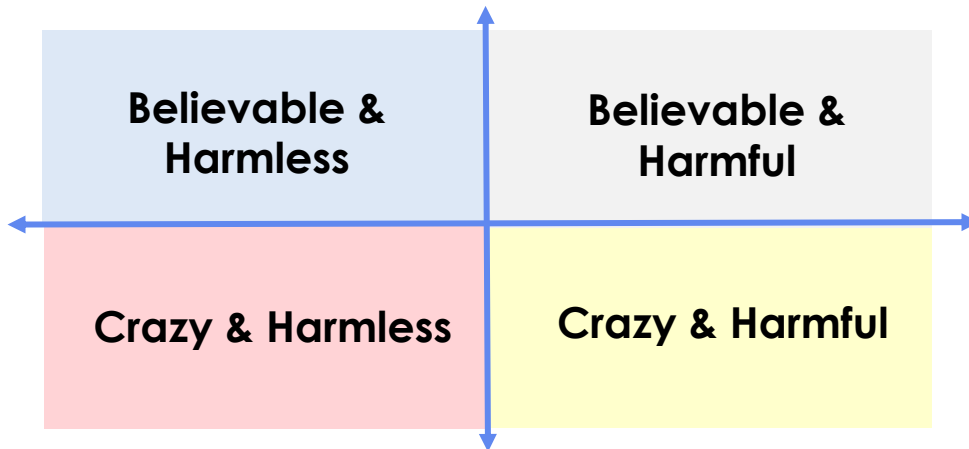 Believable &
Harmless
Believable &
Harmful
Crazy & Harmless
Crazy & Harmful